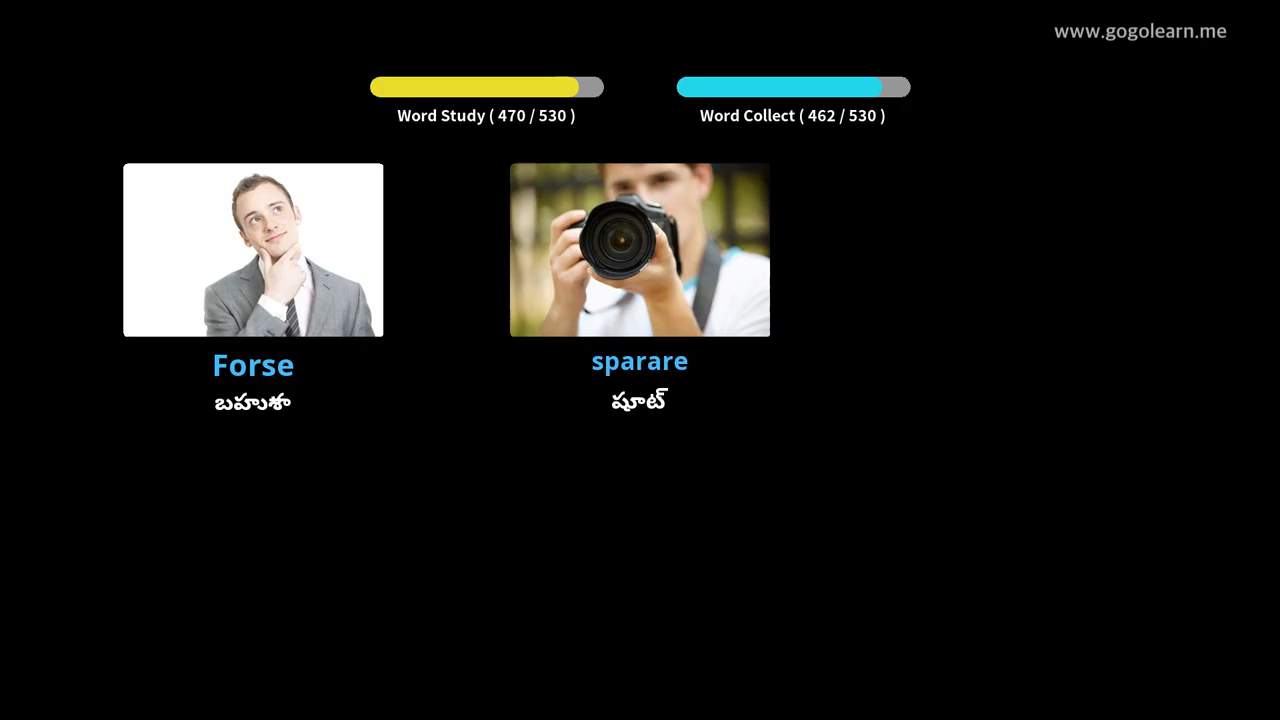 www.gogolearn.me
Word Study ( 470 / 530 )
Word Collect ( 462 / 530 )
Forse
బహుశా
sparare
షూట్